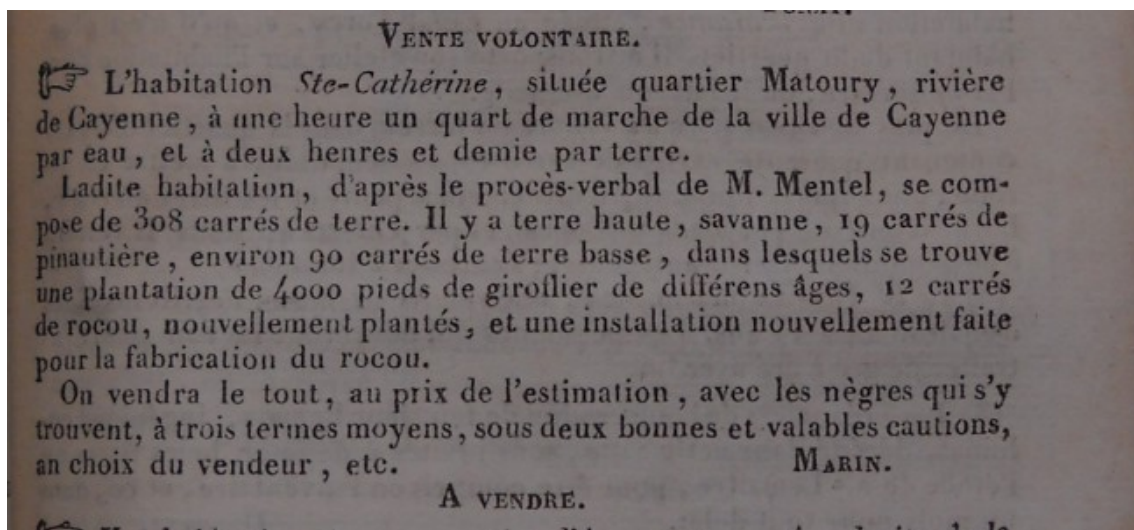 VENTE VOLONTAIRE.
☞ L'habitation Ste-Cathérine, située quartier Matoury, rivière
de Cayenne, à une heure un quart de marche de la ville de Cayenne
par eau, et à deux henres et demie par terre.
Ladite habitation, d'après le procès-verbal de M. Mentel, se com-
pose de 308 carrés de terre. Il y a terre haute, savanne, 19 carrés de
pinautière, environ 90 carrés de terre basse, dans lesquels se trouve
une plantation de 4000 pieds de giroflier de différens âges, 12 carrés
de rocou, nouvellement plantés, et une installation nouvellement faite
pour la fabrication du rocou.
On vendra le tout, au prix de l'estimation, avec les nègres qui s'y
trouvent, à trois termes moyens, sous deux bonnes et valables cautions,
an choix du vendeur, etc. MARIN.
A VENDRE.